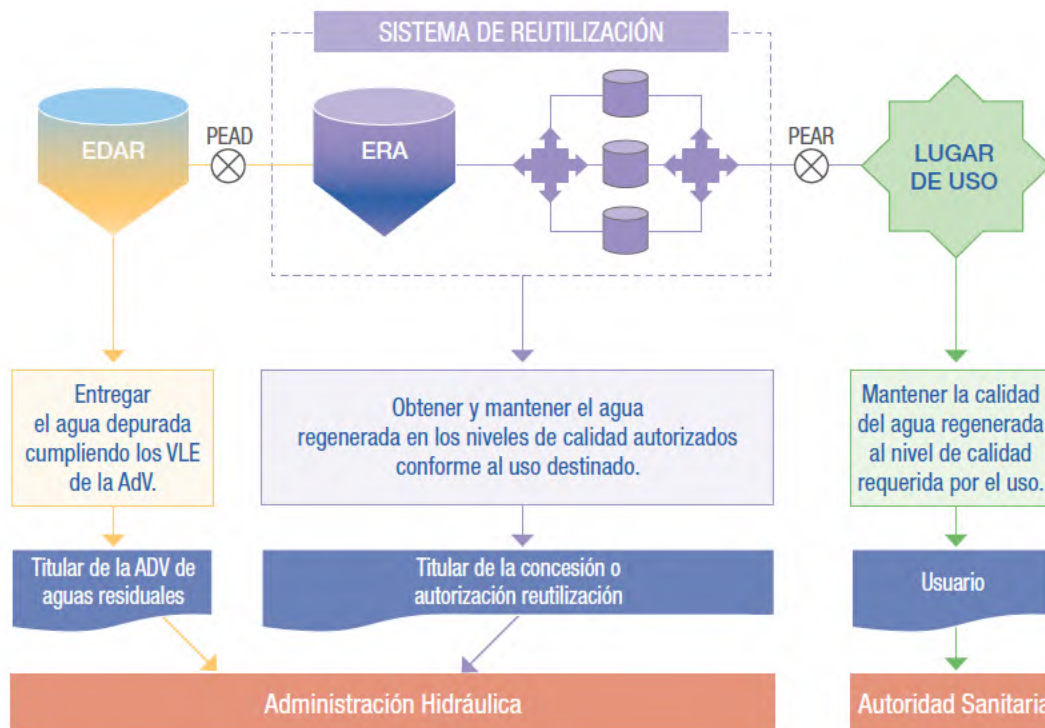 SISTEMA DE REUTILIZACIÓN
EDAR
PEAD
ERA
PEAR
LUGAR
DE USO
Entregar
el agua depurada
cumpliendo los VLE
de la AdV.
Obtener y mantener el agua
regenerada en los niveles de calidad autorizados
conforme al uso destinado.
Mantener la calidad
del agua regenerada
al nivel de calidad
requerida por el uso.
Titular de la ADV de
aguas residuales
Titular de la concesión o
autorización reutilización
Usuario
Administración Hidráulica
Autoridad Sanitaria